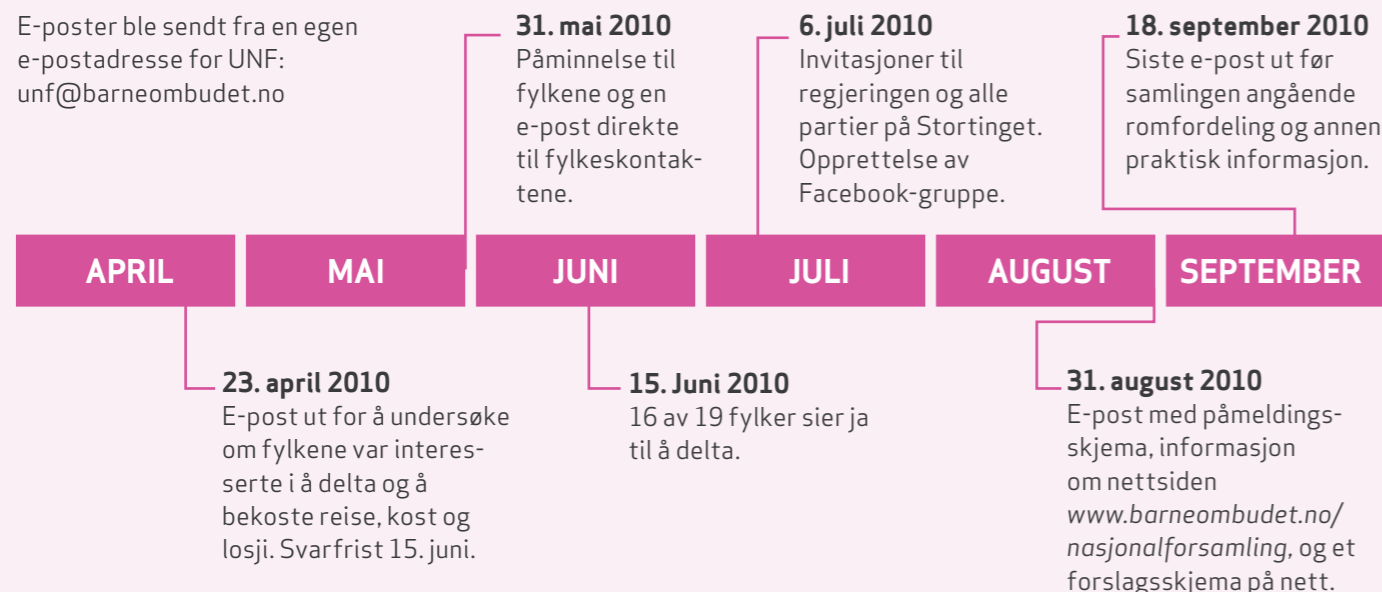 E-poster ble sendt fra en egen
e-postadresse for UNF:
unf@barneombudet.no
31. mai 2010
Påminnelse til
fylkene og en
e-post direkte
til fylkeskontak-
tene.
6. juli 2010
Invitasjoner til
regjeringen og alle
partier på Stortinget.
Opprettelse av
Facebook-gruppe.
18. september 2010
Siste e-post ut før
samlingen angående
romfordeling og annen
praktisk informasjon.
APRIL
MAI
JUNI
JULI
AUGUST
SEPTEMBER
23. april 2010
E-post ut for å undersøke
om fylkene var interes-
serte i å delta og å
bekoste reise, kost og
losji. Svarfrist 15. juni.
15. Juni 2010
16 av 19 fylker sier ja
til å delta.
31. august 2010
E-post med påmeldings-
skjema, informasjon
om nettsiden
www.barneombudet.no/
nasjonalforsamling, og et
forslagsskjema på nett.